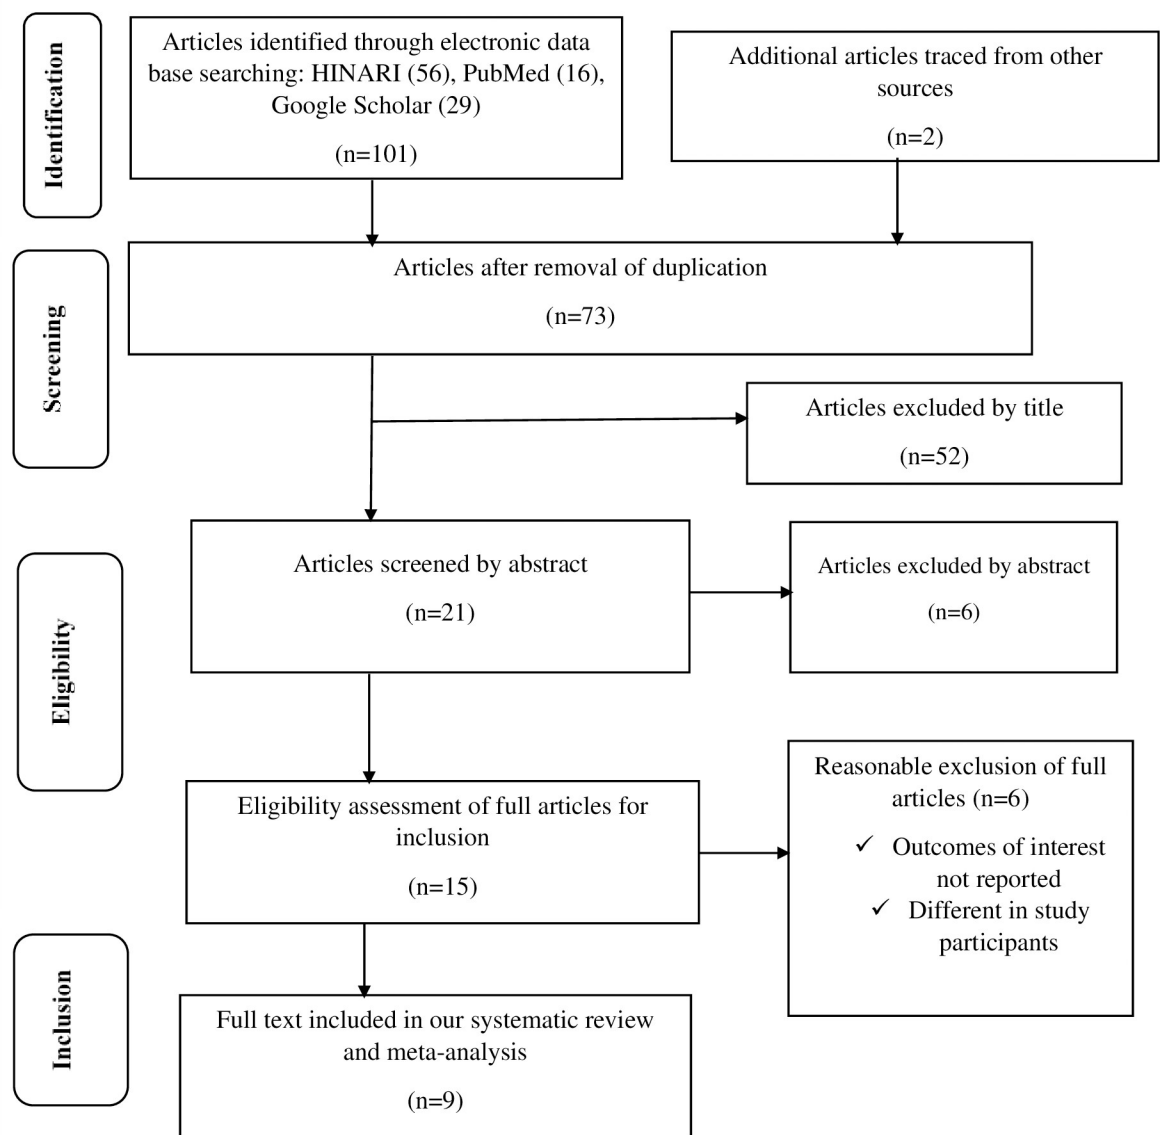 Identification
Articles identified through electronic data
base searching: HINARI (56), PubMed (16),
Google Scholar (29)
(n=101)
Additional articles traced from other
sources
(n=2)
Screening
Articles after removal of duplication
(n=73)
Articles excluded by title
(n=52)
Eligibility
Articles screened by abstract
(n=21)
Articles excluded by abstract
(n=6)
Eligibility assessment of full articles for
inclusion
(n=15)
Reasonable exclusion of full
articles (n=6)
✓ Outcomes of interest
not reported
✓ Different in study
participants
Inclusion
Full text included in our systematic review
and meta-analysis
(n=9)